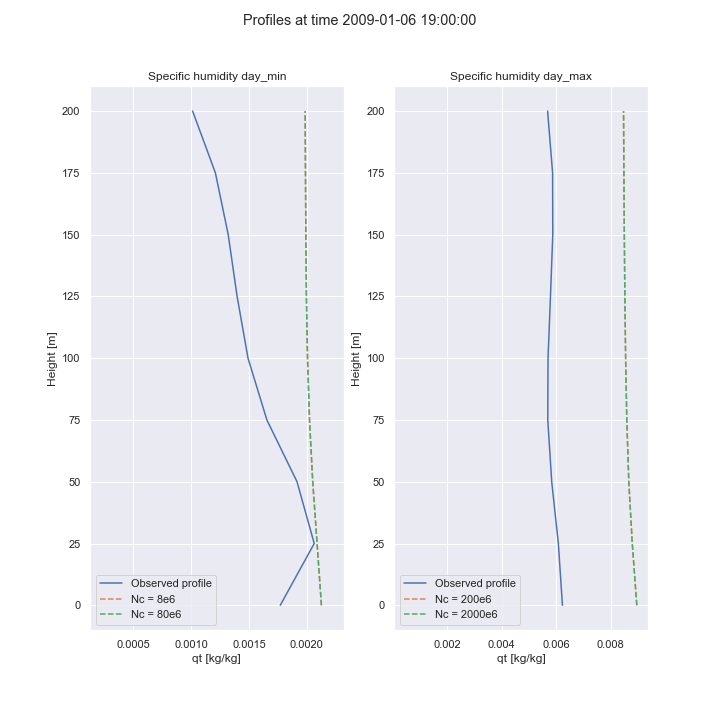 Profiles at time 2009-01-06 19:00:00
Specific humidity day_min
Height [m]
200
175
150
125
100
75
50
25
0
Observed profile
Nc = 8e6
Nc = 80e6
0.0005 0.0010 0.0015 0.0020
qt [kg/kg]
Specific humidity day_max
Height [m]
200
175
150
125
100
75
50
25
0
Observed profile
Nc = 200e6
Nc = 2000e6
0.002 0.004 0.006 0.008
qt [kg/kg]